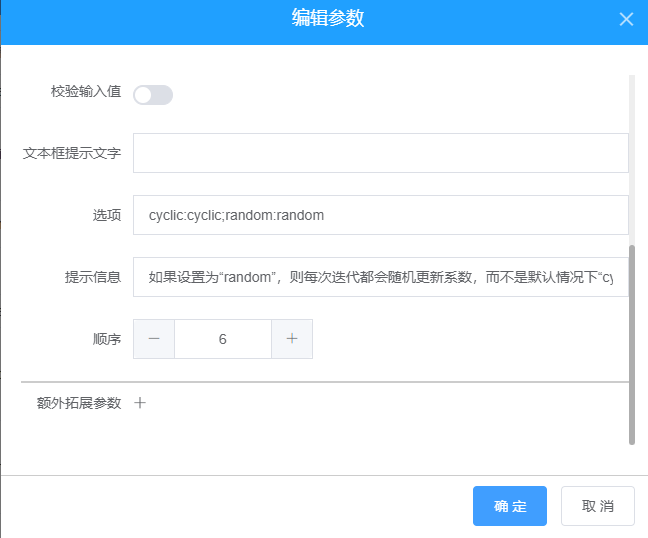 编辑参数
校验输入值
文本框提示文字
选项 cyclic:cyclic;random:random
提示信息 如果设置为“random”，则每次迭代都会随机更新系数，而不是默认情况下“cy
顺序 6
额外拓展参数
确定 取消